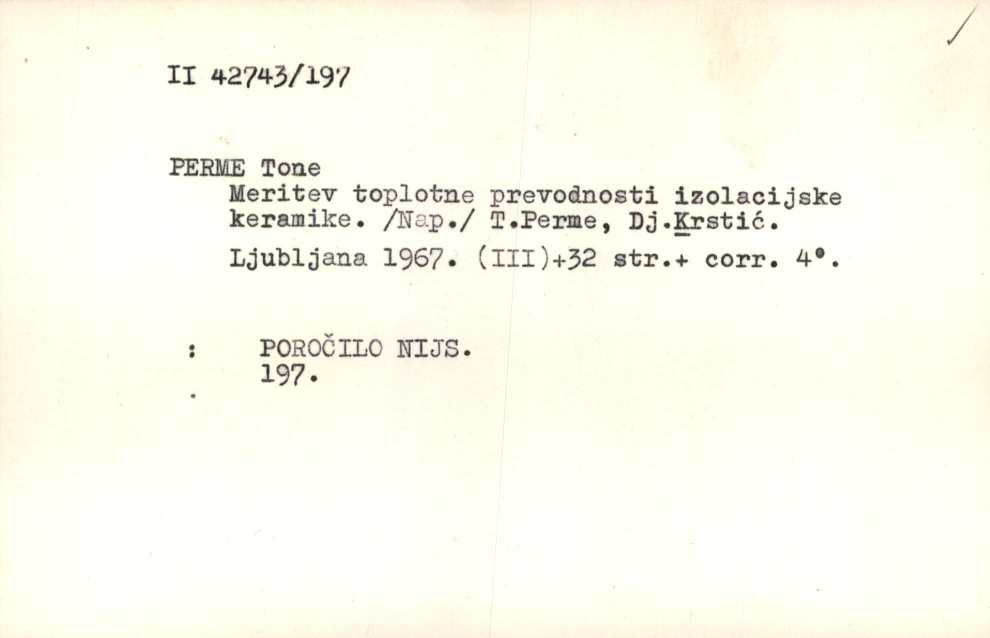 II 42743/197
PERME Tone
Meritev toplotne prevodnosti izolacijske
keramike. /Nap./ T.Perme, Dj.Krstić.
Ljubljana 1967. (III)+32 str.+ corr. 4°.
: POROČILO NIJS.
197.
.